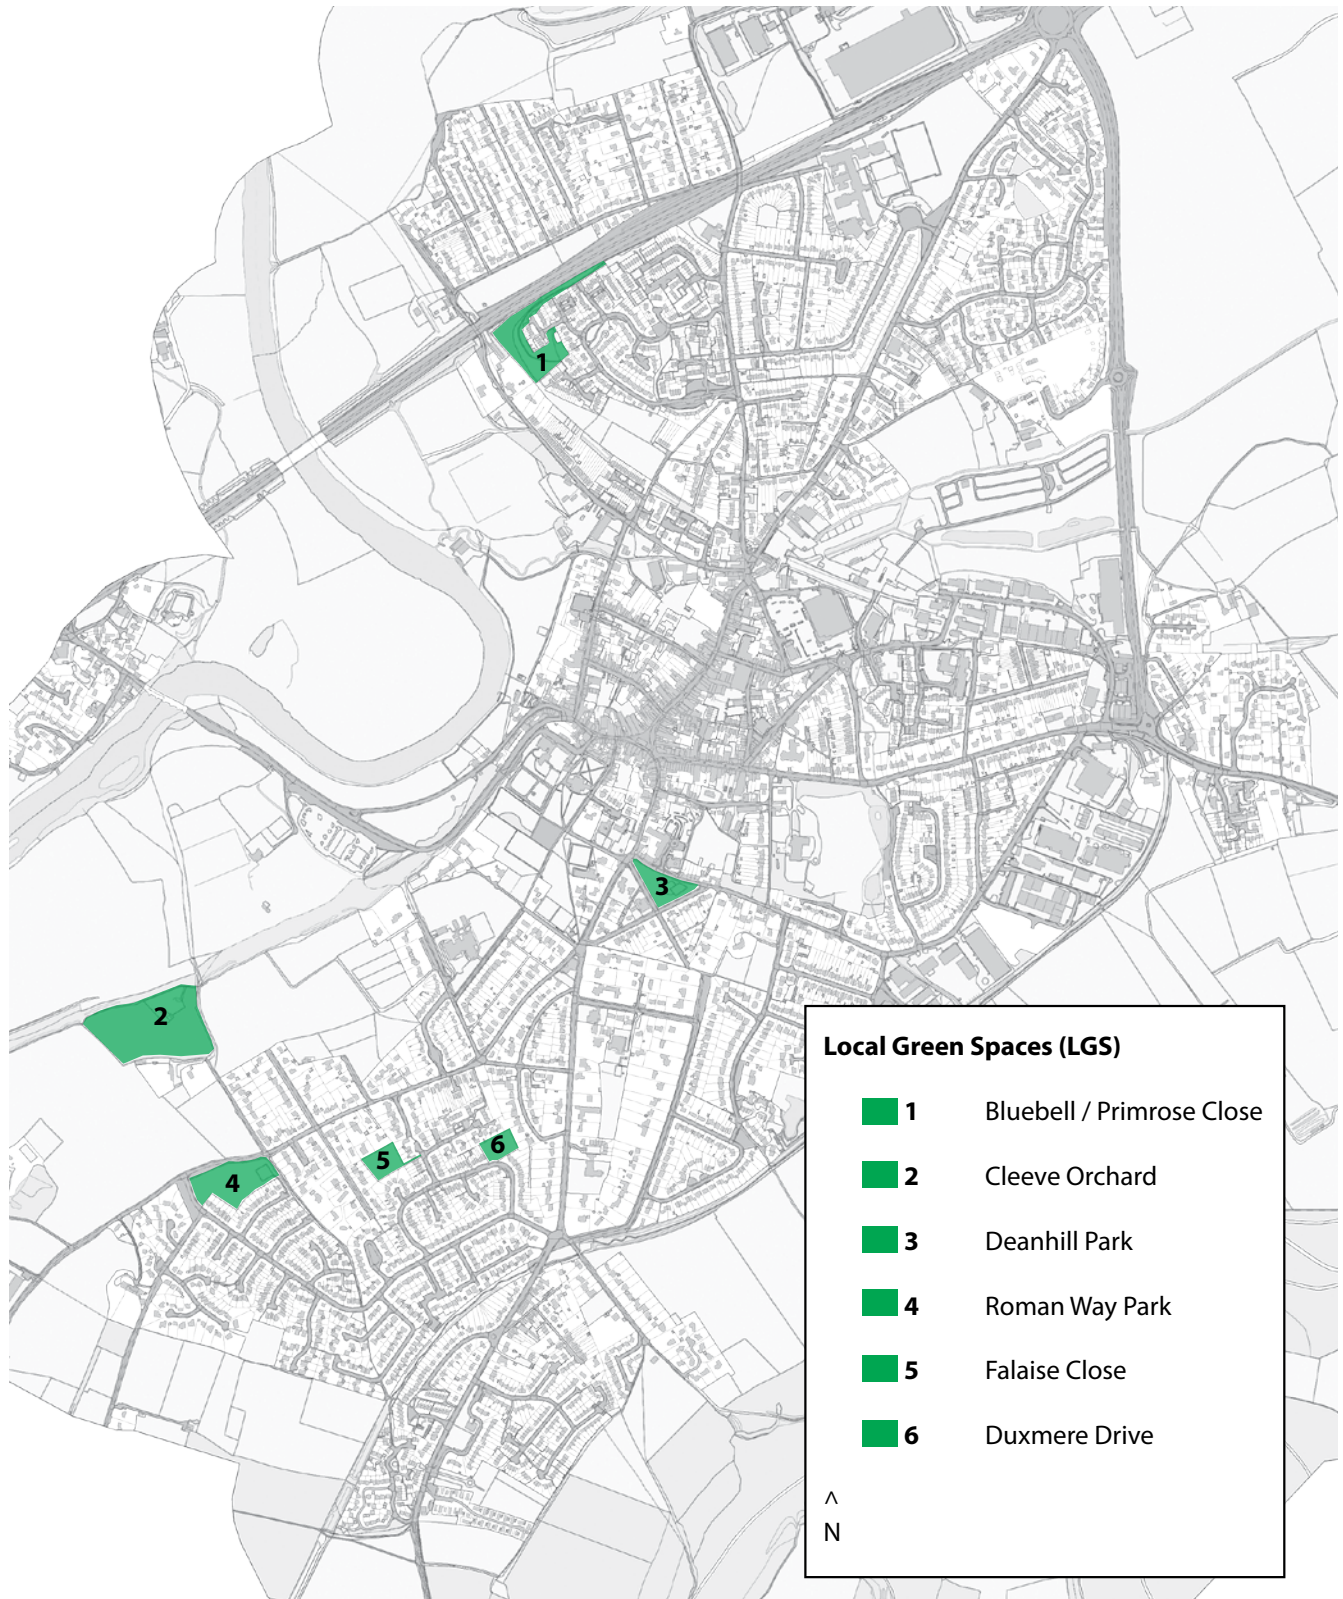 1
2
3
4
5
6
Local Green Spaces (LGS)
1 Bluebell / Primrose Close
2 Cleeve Orchard
3 Deanhill Park
4 Roman Way Park
5 Falaise Close
6 Duxmere Drive
^
N